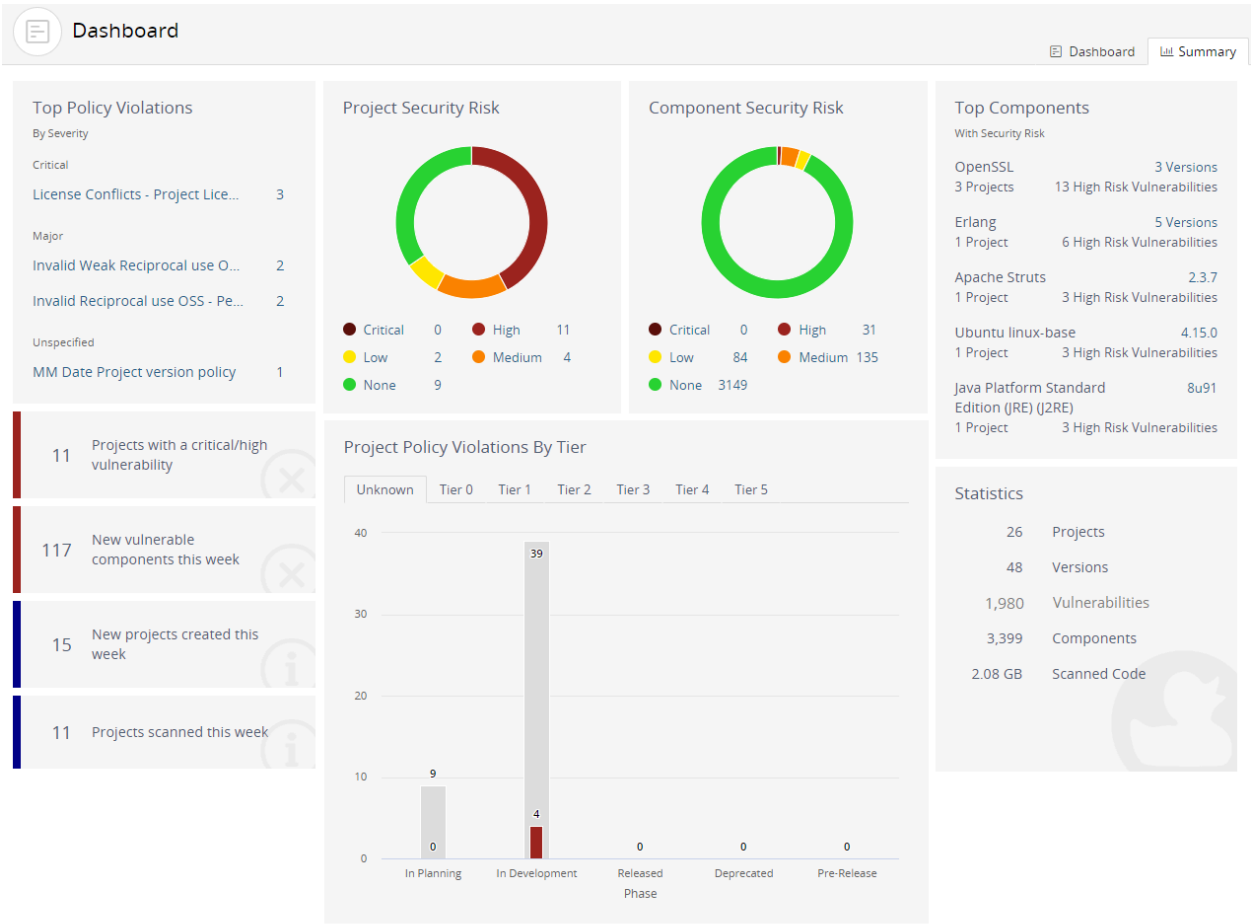 Dashboard
Dashboard
Summary
Top Policy Violations
By Severity
Critical
License Conflicts - Project Lice... 3
Major
Invalid Weak Reciprocal use O... 2
Invalid Reciprocal use OSS - Pe... 2
Unspecified
MM Date Project version policy 1
11 Projects with a critical/high
vulnerability
117 New vulnerable
components this week
15 New projects created this
week
11 Projects scanned this week
Project Security Risk
Critical 0 High 11
Low 2 Medium 4
None 9
Component Security Risk
Critical 0 High 31
Low 84 Medium 135
None 3149
Project Policy Violations By Tier
Unknown Tier 0 Tier 1 Tier 2 Tier 3 Tier 4 Tier 5
40
39
30
20
10
9
4
0 0 0 0 0
In Planning In Development Released Deprecated Pre-Release
Phase
Top Components
With Security Risk
OpenSSL 3 Versions
3 Projects 13 High Risk Vulnerabilities
Erlang 5 Versions
1 Project 6 High Risk Vulnerabilities
Apache Struts 2.3.7
1 Project 3 High Risk Vulnerabilities
Ubuntu linux-base 4.15.0
1 Project 3 High Risk Vulnerabilities
Java Platform Standard 8u91
Edition (JRE) (J2RE)
1 Project 3 High Risk Vulnerabilities
Statistics
26 Projects
48 Versions
1,980 Vulnerabilities
3,399 Components
2.08 GB Scanned Code